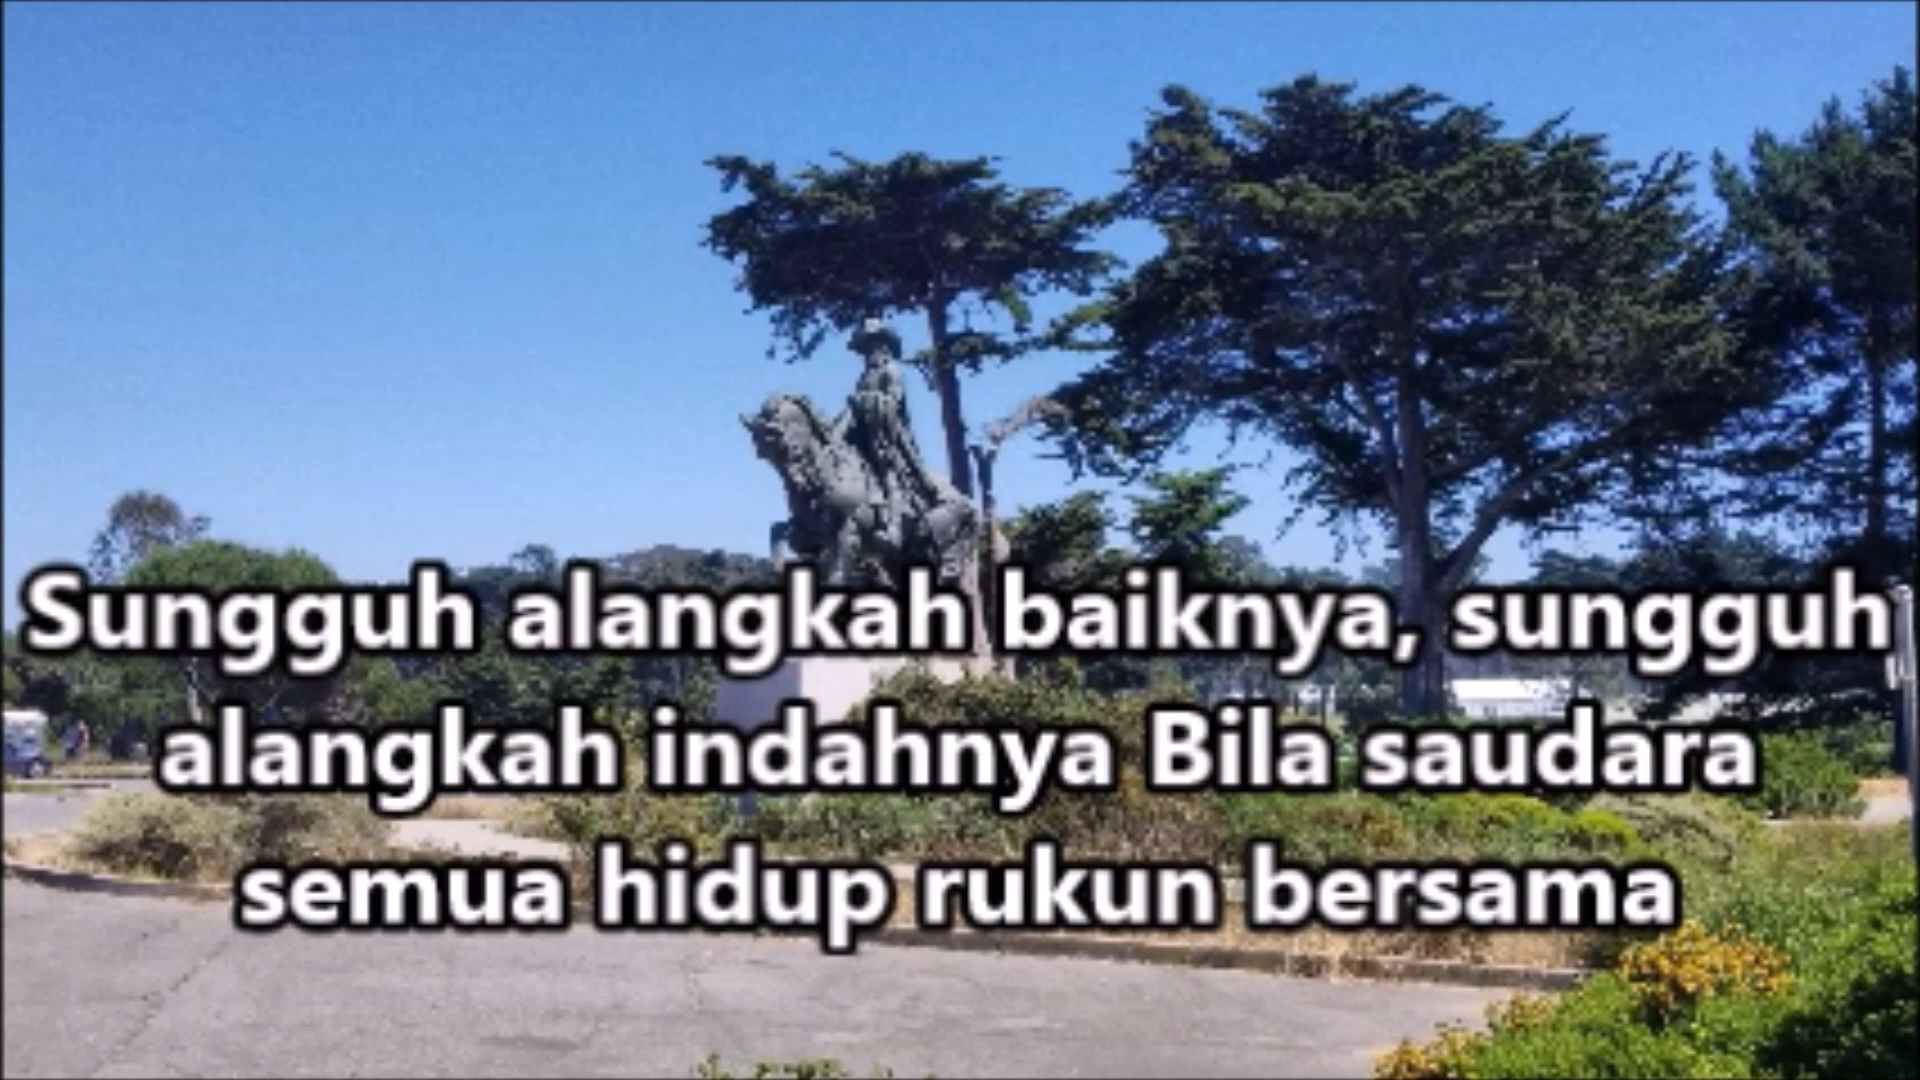 Sungguh alangkah baiknya, sungguh
alangkah indahnya Bila saudara
semua hidup rukun bersama